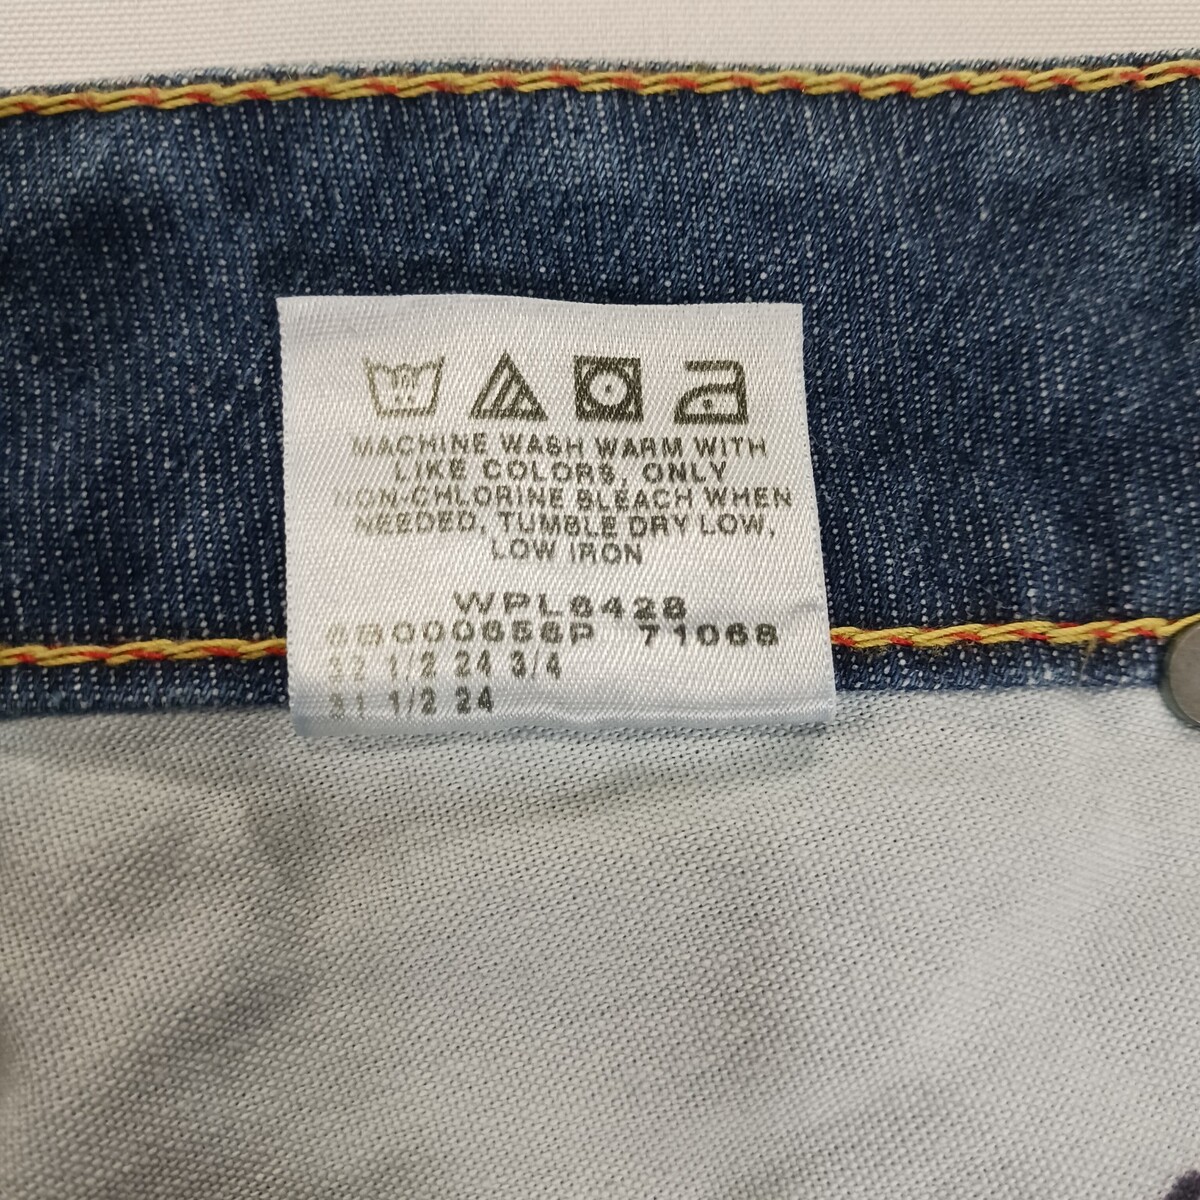 MACHINE WASH WARM WITH
LIKE COLORS, ONLY
NON-CHLORINE BLEACH WHEN
NEEDED, TUMBLE DRY LOW,
LOW IRON
WPL6428
71068
32 1/2 24 3/4
31 1/2 24